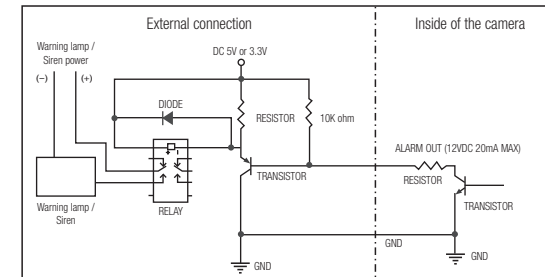 External connection
Inside of the camera
Warning lamp /
Siren power
(−) (+)
DC 5V or 3.3V
DIODE
RESISTOR
10K ohm
ALARM OUT (12VDC 20mA MAX)
RESISTOR
TRANSISTOR
TRANSISTOR
Warning lamp /
Siren
RELAY
GND
GND
GND